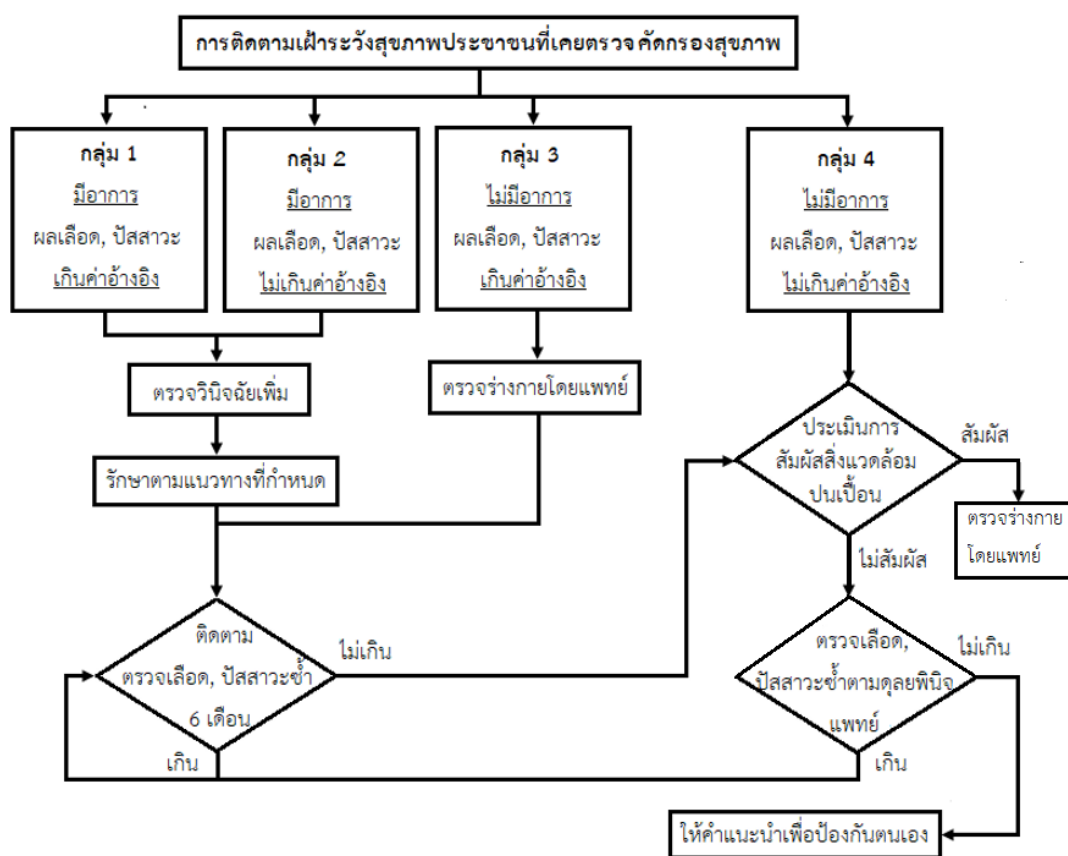 การติดตามเฝ้าระวังสุขภาพประชาชนที่เคยตรวจคัดกรองสุขภาพ
กลุ่ม 1
มีอาการ
ผลเลือด, ปัสสาวะ
เกินค่าอ้างอิง
กลุ่ม 2
มีอาการ
ผลเลือด, ปัสสาวะ
ไม่เกินค่าอ้างอิง
กลุ่ม 3
ไม่มีอาการ
ผลเลือด, ปัสสาวะ
เกินค่าอ้างอิง
กลุ่ม 4
ไม่มีอาการ
ผลเลือด, ปัสสาวะ
ไม่เกินค่าอ้างอิง
ตรวจวินิจฉัยเพิ่ม
ตรวจร่างกายโดยแพทย์
รักษาตามแนวทางที่กำหนด
ประเมินการ
สัมผัสสิ่งแวดล้อม
ปนเปื้อน
สัมผัส
ตรวจร่างกาย
โดยแพทย์
ไม่สัมผัส
ติดตาม
ตรวจเลือด, ปัสสาวะซ้ำ
6 เดือน
ไม่เกิน
เกิน
ตรวจเลือด,
ปัสสาวะซ้ำตามดุลยพินิจ
แพทย์
ไม่เกิน
เกิน
ให้คำแนะนำเพื่อป้องกันตนเอง